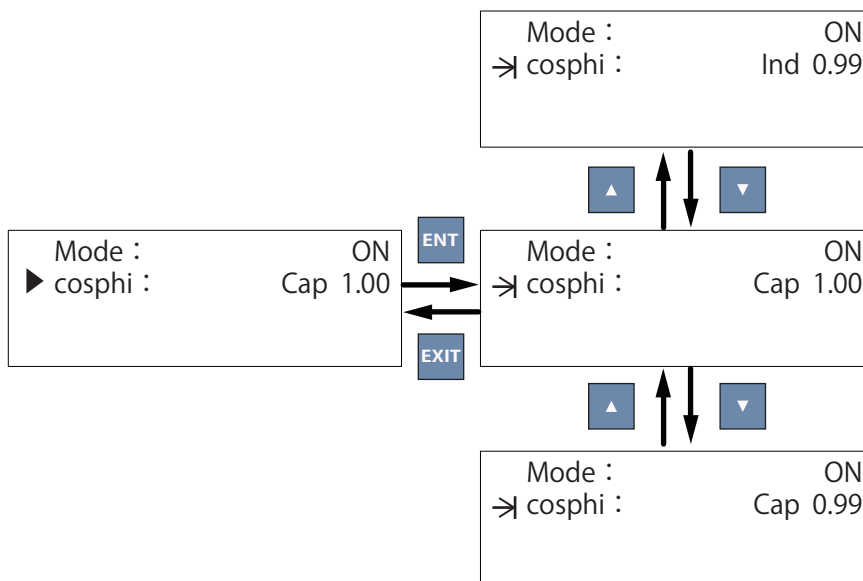 Mode： ON
cosphi： Ind 0.99
▲ ▼
Mode： ON
▶ cosphi： Cap 1.00
ENT
EXIT
Mode： ON
cosphi： Cap 1.00
▲ ▼
Mode： ON
cosphi： Cap 0.99